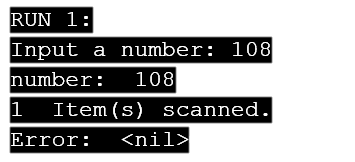 RUN 1:
Input a number: 108
number:  108
1  Item(s) scanned.
Error:  <nil>